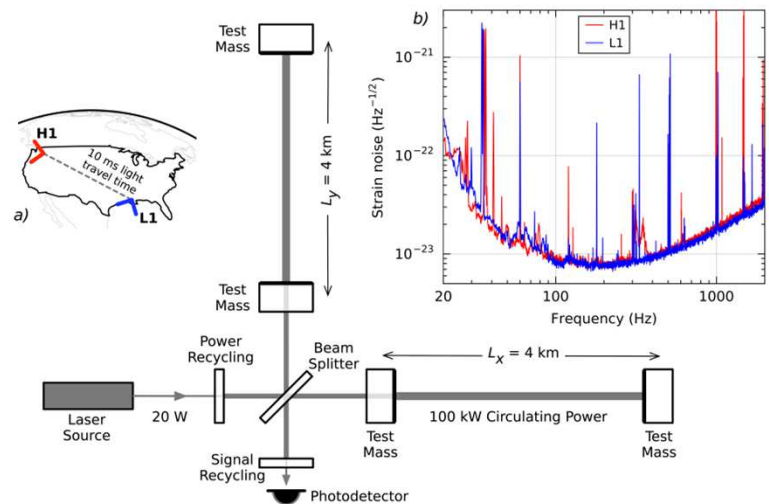 a)
H1
10 ms light
travel time
L1
Test
Mass
Ly = 4 km
Test
Mass
b)
H1
L1
Strain noise (Hz⁻¹/²)
10⁻²¹
10⁻²²
10⁻²³
20
100
1000
Frequency (Hz)
Power
Recycling
Beam
Splitter
Lx = 4 km
Laser
Source
20 W
100 kW Circulating Power
Test
Mass
Test
Mass
Signal
Recycling
Photodetector